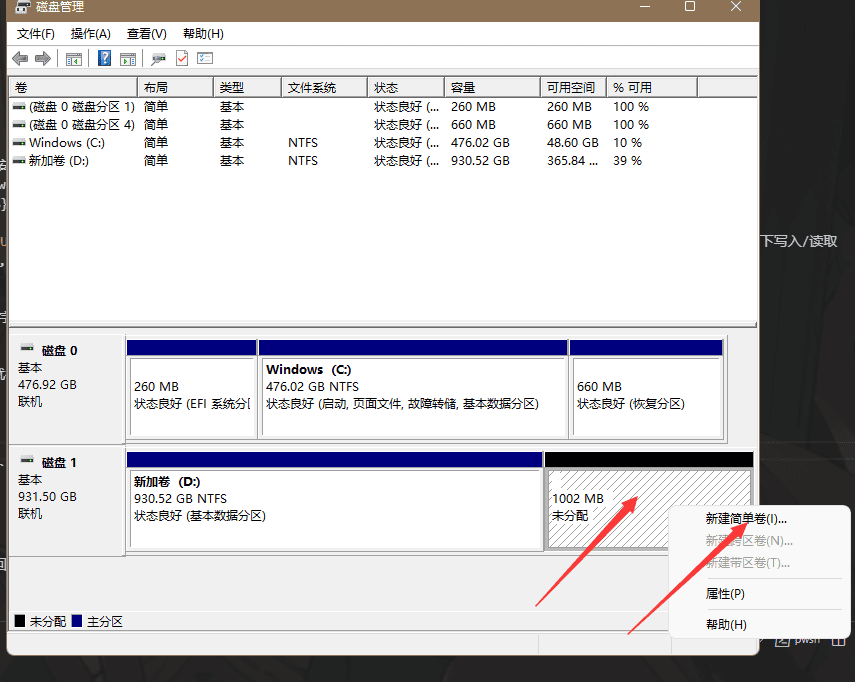 磁盘管理
文件(F) 操作(A) 查看(V) 帮助(H)
卷 布局 类型 文件系统 状态 容量 可用空间 % 可用
(磁盘 0 磁盘分区 1) 简单 基本 状态良好 (... 260 MB 260 MB 100 %
(磁盘 0 磁盘分区 4) 简单 基本 状态良好 (... 660 MB 660 MB 100 %
Windows (C:) 简单 基本 NTFS 状态良好 (... 476.02 GB 48.60 GB 10 %
新加卷 (D:) 简单 基本 NTFS 状态良好 (... 930.52 GB 365.84 ... 39 %
下写入/读取
磁盘 0
基本
476.92 GB
联机
260 MB
状态良好 (EFI 系统分
Windows (C:)
476.02 GB NTFS
状态良好 (启动, 页面文件, 故障转储, 基本数据分区)
660 MB
状态良好 (恢复分区)
磁盘 1
基本
931.50 GB
联机
新加卷 (D:)
930.52 GB NTFS
状态良好 (基本数据分区)
1002 MB
未分配
新建简单卷(I)...
新建跨区卷(N)...
新建带区卷(T)...
属性(P)
帮助(H)
未分配 主分区
pwsh